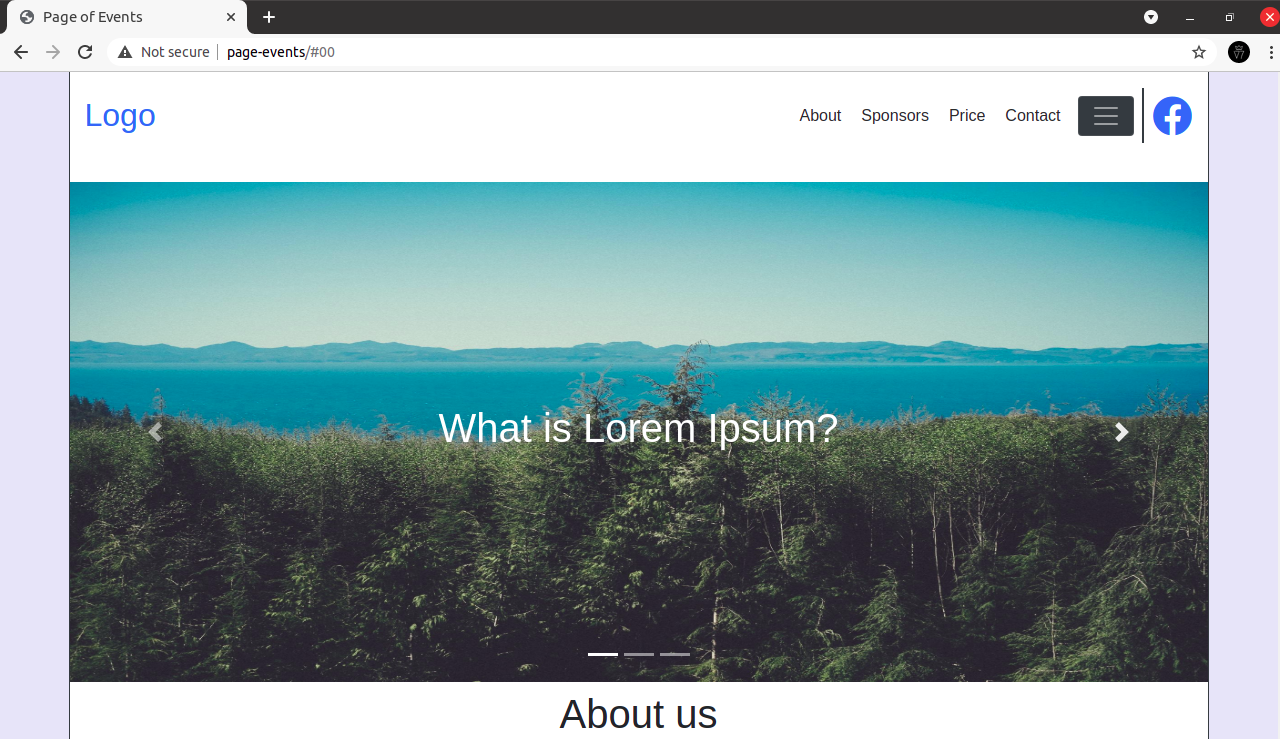 Page of Events
Not secure page-events/#00
Logo
About Sponsors Price Contact
What is Lorem Ipsum?
About us